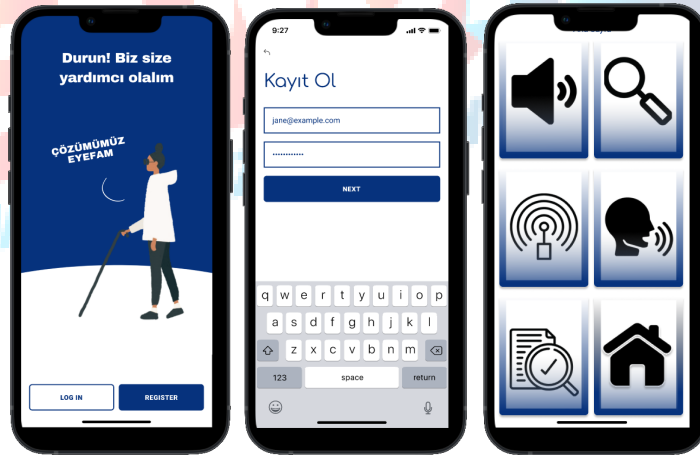 Durun! Biz size
yardımcı olalım
ÇÖZÜMÜMÜZ
EYEFAM
LOG IN
REGISTER
9:27
Kayıt Ol
jane@example.com
NEXT
q w e r t y u i o p
a s d f g h j k l
z x c v b n m
123
space
return